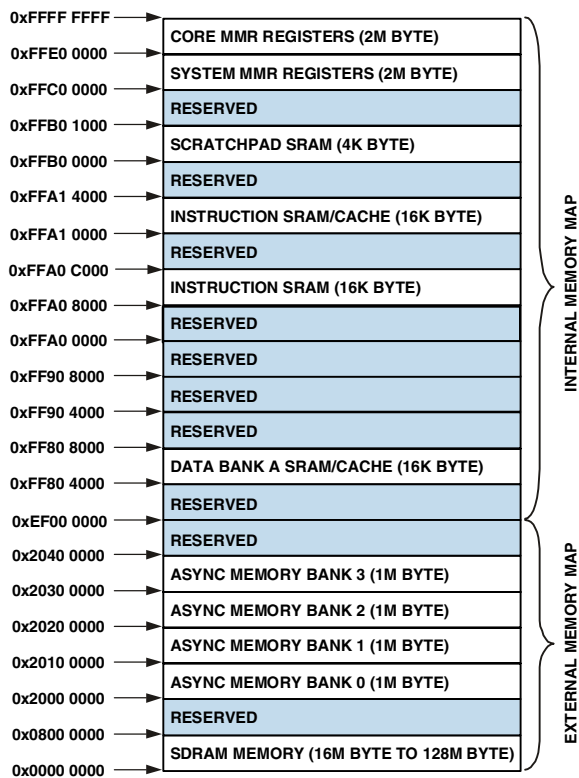 0xFFFF FFFF
CORE MMR REGISTERS (2M BYTE)
0xFFE0 0000
SYSTEM MMR REGISTERS (2M BYTE)
0xFFC0 0000
RESERVED
0xFFB0 1000
SCRATCHPAD SRAM (4K BYTE)
0xFFB0 0000
RESERVED
0xFFA1 4000
INSTRUCTION SRAM/CACHE (16K BYTE)
0xFFA1 0000
RESERVED
0xFFA0 C000
INSTRUCTION SRAM (16K BYTE)
0xFFA0 8000
RESERVED
0xFFA0 0000
RESERVED
0xFF90 8000
RESERVED
0xFF90 4000
RESERVED
0xFF80 8000
DATA BANK A SRAM/CACHE (16K BYTE)
0xFF80 4000
RESERVED
0xEF00 0000
RESERVED
0x2040 0000
ASYNC MEMORY BANK 3 (1M BYTE)
0x2030 0000
ASYNC MEMORY BANK 2 (1M BYTE)
0x2020 0000
ASYNC MEMORY BANK 1 (1M BYTE)
0x2010 0000
ASYNC MEMORY BANK 0 (1M BYTE)
0x2000 0000
RESERVED
0x0800 0000
SDRAM MEMORY (16M BYTE TO 128M BYTE)
0x0000 0000
INTERNAL MEMORY MAP
EXTERNAL MEMORY MAP